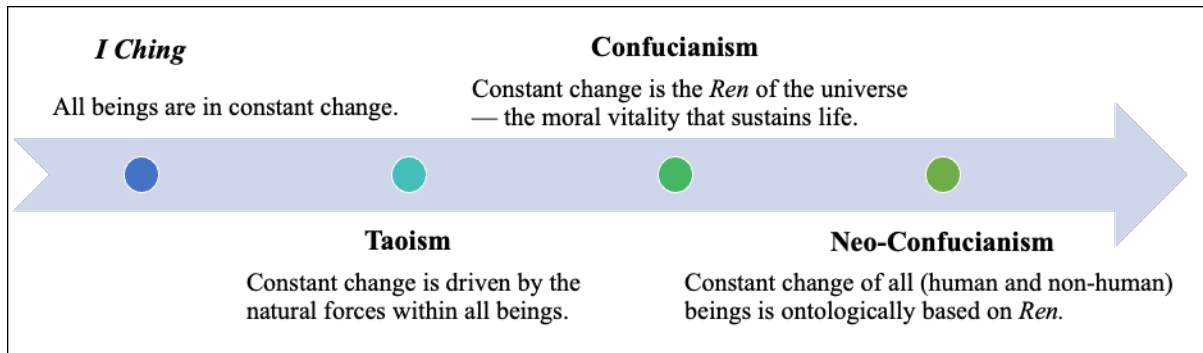 I Ching
All beings are in constant change.
Confucianism
Constant change is the Ren of the universe
— the moral vitality that sustains life.
Taoism
Constant change is driven by the
natural forces within all beings.
Neo-Confucianism
Constant change of all (human and non-human)
beings is ontologically based on Ren.